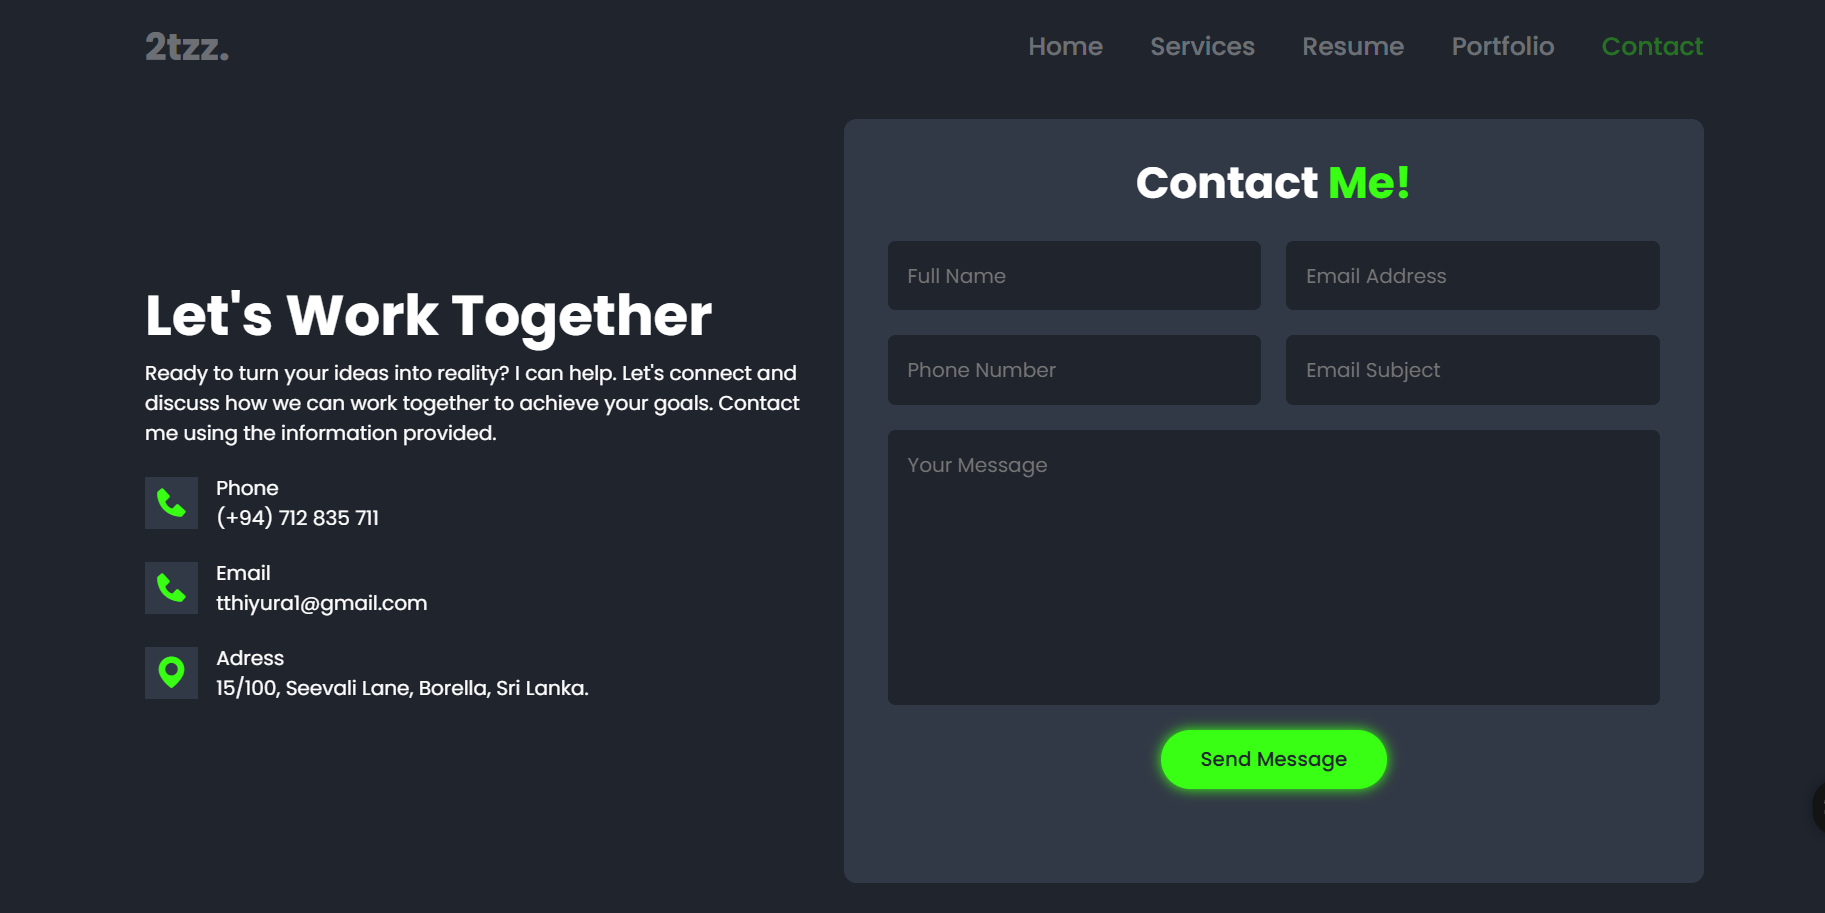 2tzz.
Home Services Resume Portfolio Contact
Let's Work Together
Ready to turn your ideas into reality? I can help. Let's connect and
discuss how we can work together to achieve your goals. Contact
me using the information provided.
Phone
(+94) 712 835 711
Email
tthiyura1@gmail.com
Adress
15/100, Seevali Lane, Borella, Sri Lanka.
Contact Me!
Full Name
Email Address
Phone Number
Email Subject
Your Message
Send Message